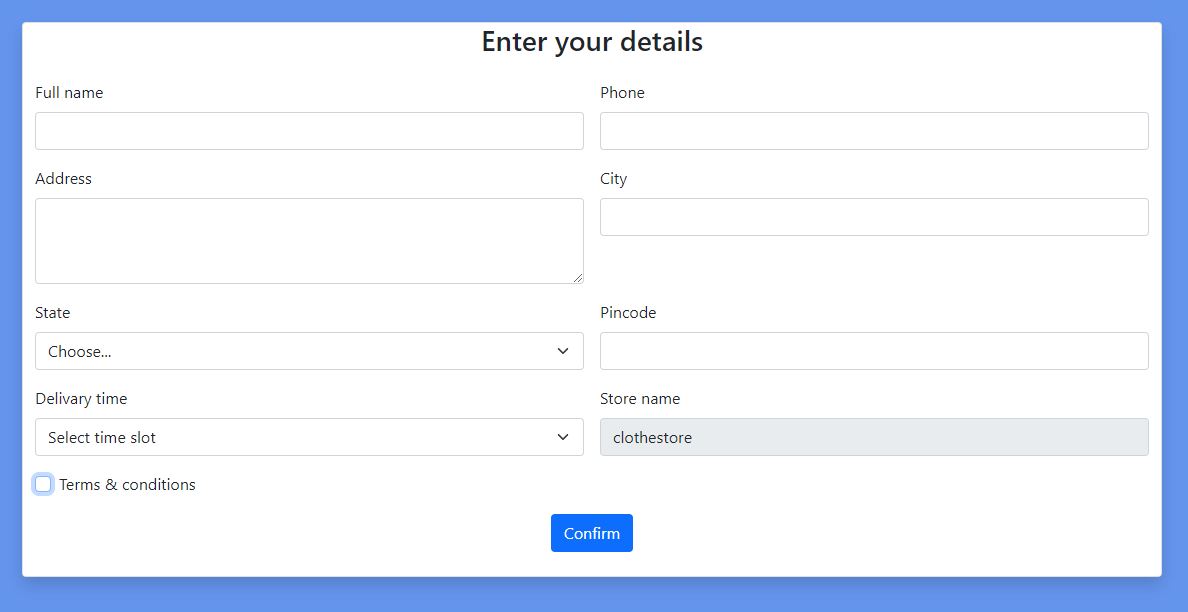 Enter your details
Full name
Phone
Address
City
State
Pincode
Choose...
Delivary time
Store name
Select time slot
clothestore
Terms & conditions
Confirm